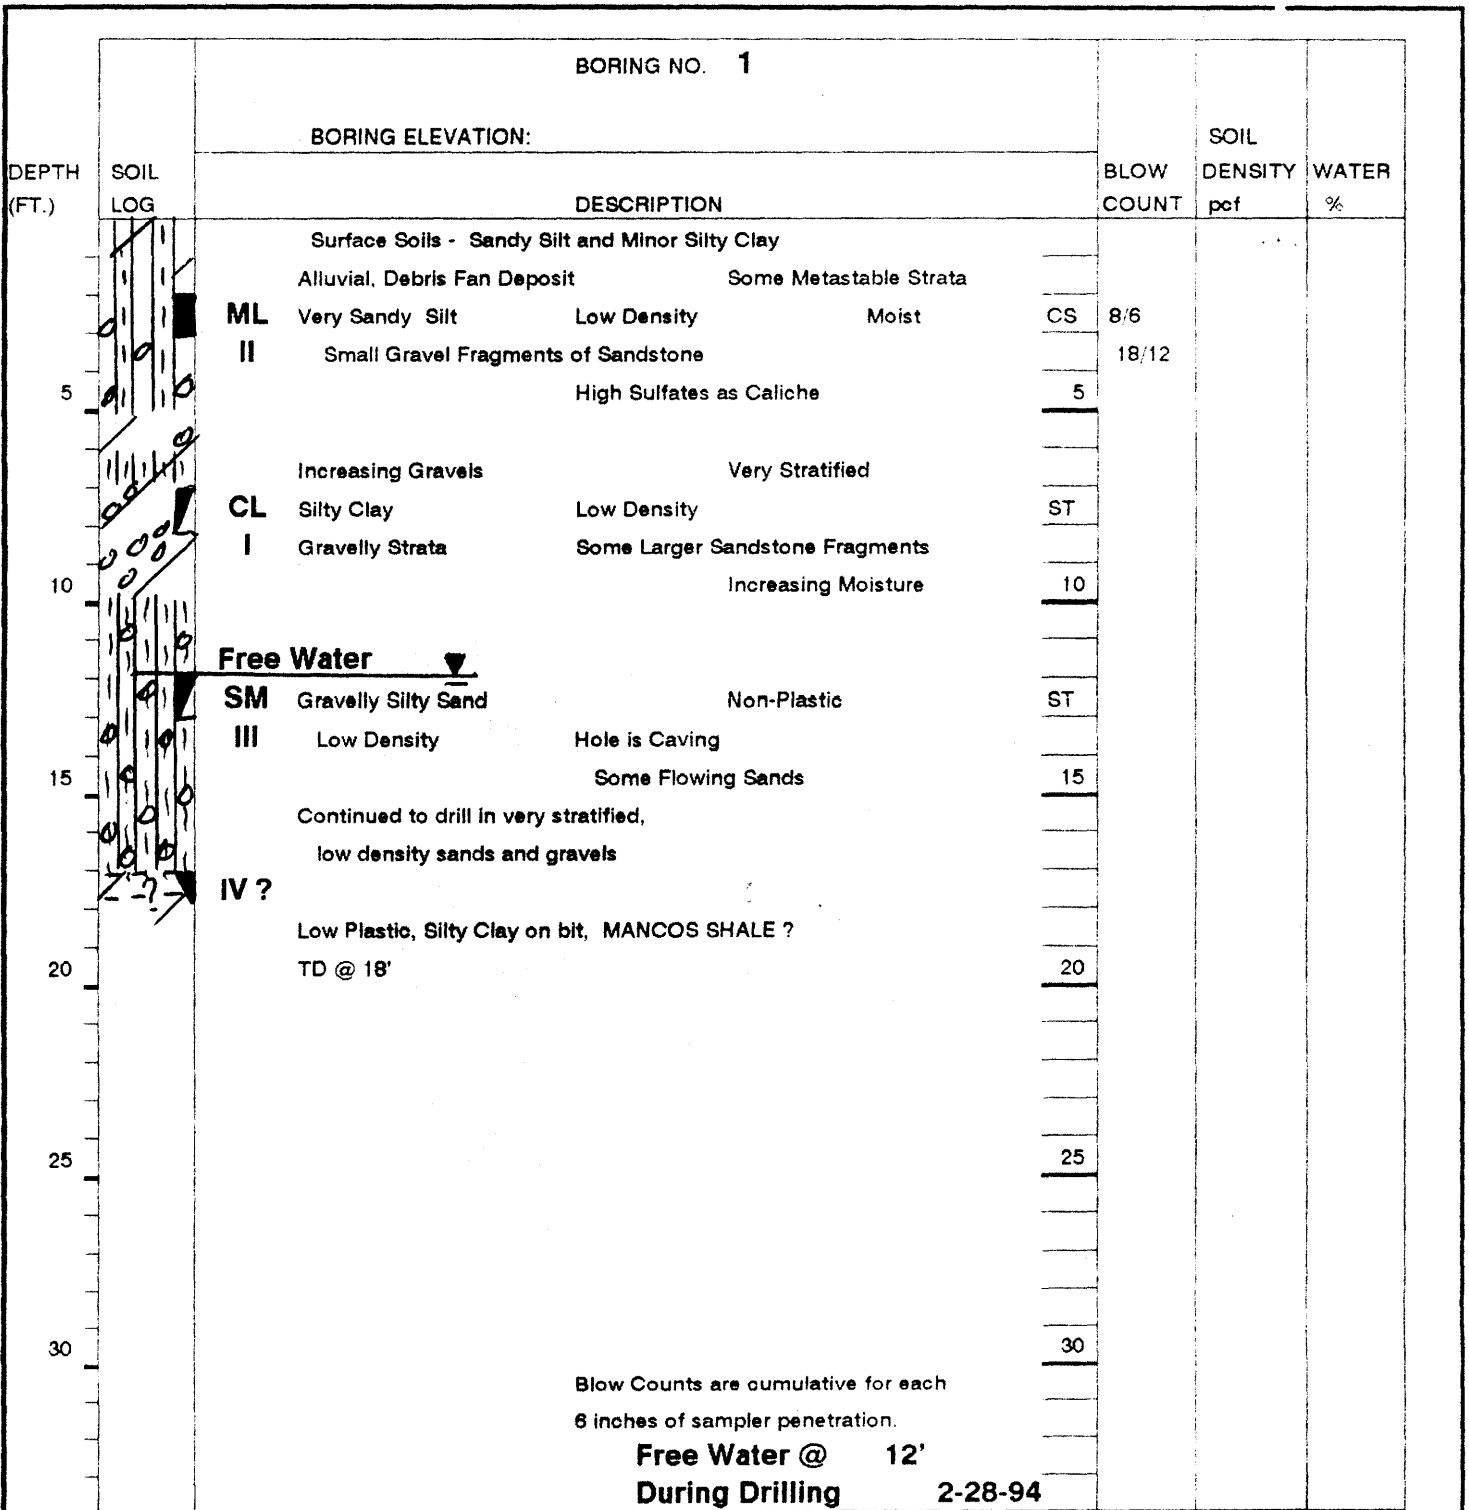 BORING NO. 1
BORING ELEVATION:
SOIL
DEPTH SOIL BLOW DENSITY WATER
(FT.) LOG DESCRIPTION COUNT pcf %
Surface Soils - Sandy Silt and Minor Silty Clay
Alluvial, Debris Fan Deposit Some Metastable Strata
ML Very Sandy Silt Low Density Moist CS 8/6
II Small Gravel Fragments of Sandstone 18/12
5 High Sulfates as Caliche 5
Increasing Gravels Very Stratified
CL Silty Clay Low Density ST
I Gravelly Strata Some Larger Sandstone Fragments
10 Increasing Moisture 10
Free Water
SM Gravelly Silty Sand Non-Plastic ST
III Low Density Hole is Caving
15 Some Flowing Sands 15
Continued to drill in very stratified,
low density sands and gravels
? IV ?
Low Plastic, Silty Clay on bit, MANCOS SHALE ?
20 TD @ 18' 20
25 25
30 30
Blow Counts are cumulative for each
6 inches of sampler penetration.
Free Water @ 12'
During Drilling 2-28-94